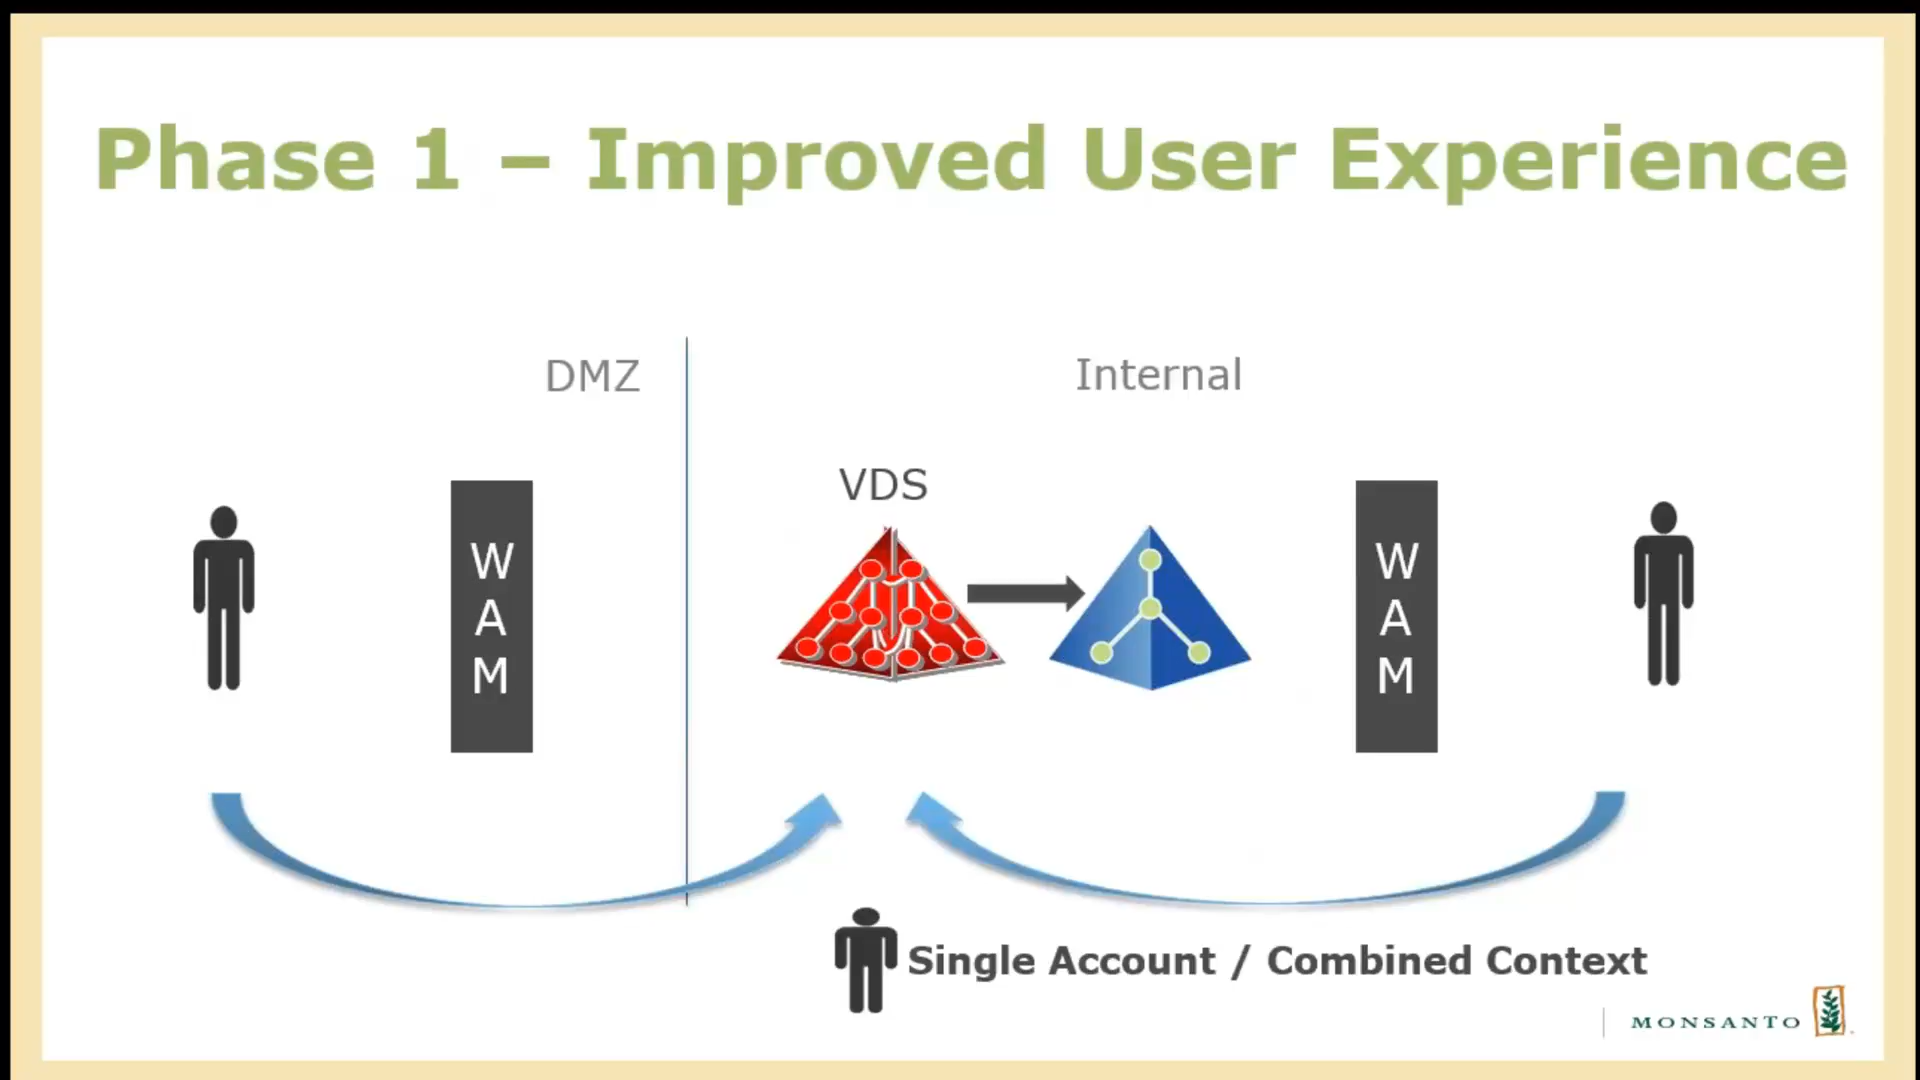 Phase 1 – Improved User Experience
DMZ
Internal
VDS
W
A
M
W
A
M
Single Account / Combined Context
MONSANTO